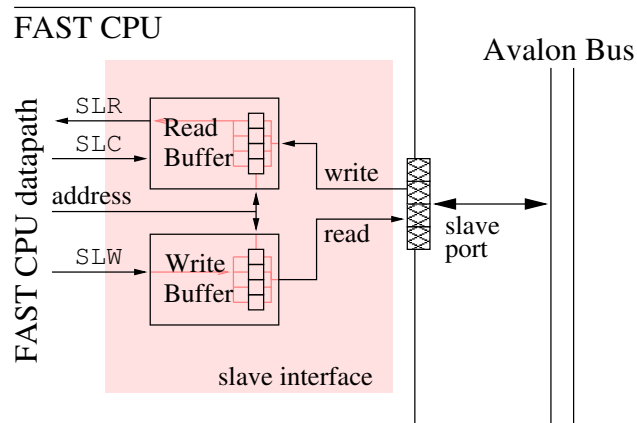 FAST CPU
Avalon Bus
FAST CPU datapath
SLR
SLC
address
SLW
Read
Buffer
Write
Buffer
write
read
slave
port
slave interface